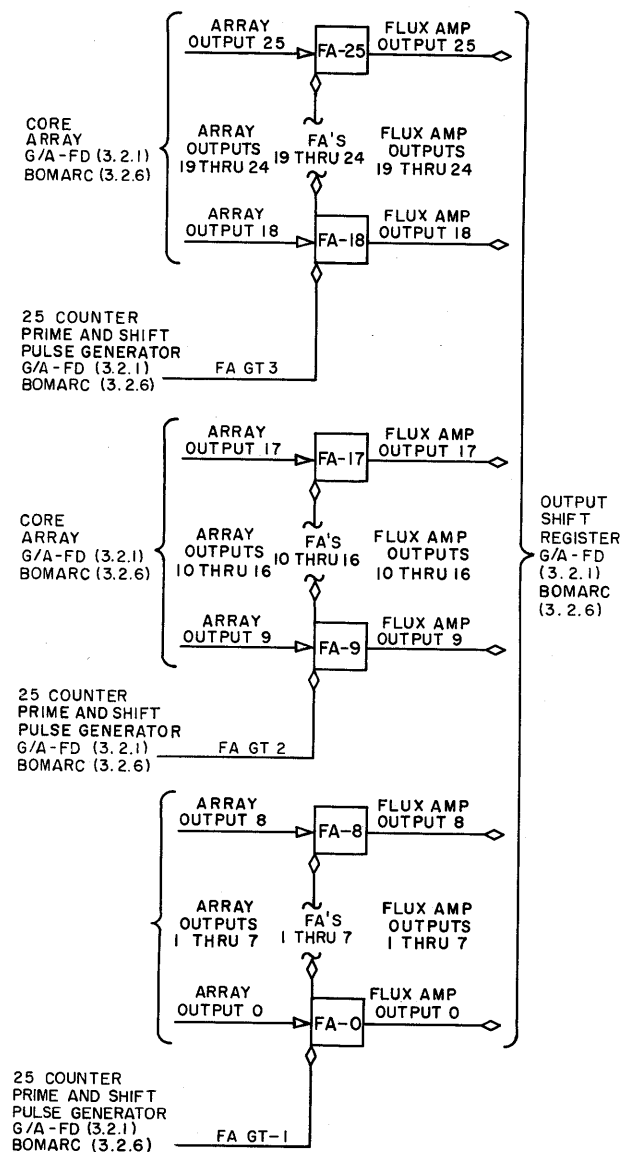 ARRAY
OUTPUT 25
FA-25
FLUX AMP
OUTPUT 25
CORE
ARRAY
G/A-FD (3.2.1)
BOMARC (3.2.6)
ARRAY
OUTPUTS
19 THRU 24
FA'S
19 THRU 24
FLUX AMP
OUTPUTS
19 THRU 24
ARRAY
OUTPUT 18
FA-18
FLUX AMP
OUTPUT 18
25 COUNTER
PRIME AND SHIFT
PULSE GENERATOR
G/A-FD (3.2.1)
BOMARC (3.2.6)
FA GT3
ARRAY
OUTPUT 17
FA-17
FLUX AMP
OUTPUT 17
CORE
ARRAY
G/A-FD (3.2.1)
BOMARC (3.2.6)
ARRAY
OUTPUTS
10 THRU 16
FA'S
10 THRU 16
FLUX AMP
OUTPUTS
10 THRU 16
OUTPUT
SHIFT
REGISTER
G/A-FD
(3.2.1)
BOMARC
(3.2.6)
ARRAY
OUTPUT 9
FA-9
FLUX AMP
OUTPUT 9
25 COUNTER
PRIME AND SHIFT
PULSE GENERATOR
G/A-FD (3.2.1)
BOMARC (3.2.6)
FA GT 2
ARRAY
OUTPUT 8
FA-8
FLUX AMP
OUTPUT 8
ARRAY
OUTPUTS
1 THRU 7
FA'S
1 THRU 7
FLUX AMP
OUTPUTS
1 THRU 7
ARRAY
OUTPUT 0
FA-0
FLUX AMP
OUTPUT 0
25 COUNTER
PRIME AND SHIFT
PULSE GENERATOR
G/A-FD (3.2.1)
BOMARC (3.2.6)
FA GT-1